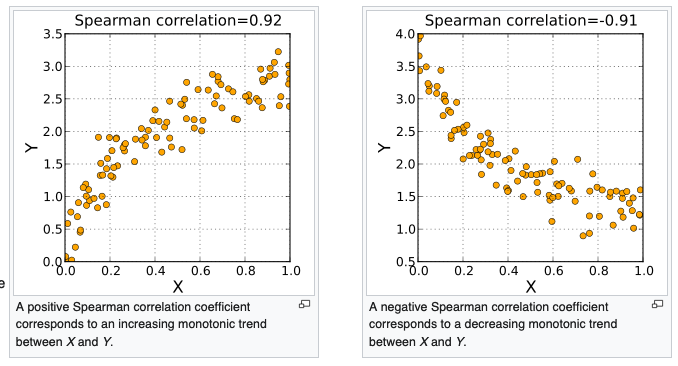 Spearman correlation=0.92
3.5
3.0
2.5
2.0
1.5
1.0
0.5
0.0
Y
0.0 0.2 0.4 0.6 0.8 1.0
X
A positive Spearman correlation coefficient
corresponds to an increasing monotonic trend
between X and Y.
Spearman correlation=-0.91
4.0
3.5
3.0
2.5
2.0
1.5
1.0
0.5
Y
0.0 0.2 0.4 0.6 0.8 1.0
X
A negative Spearman correlation coefficient
corresponds to a decreasing monotonic trend
between X and Y.